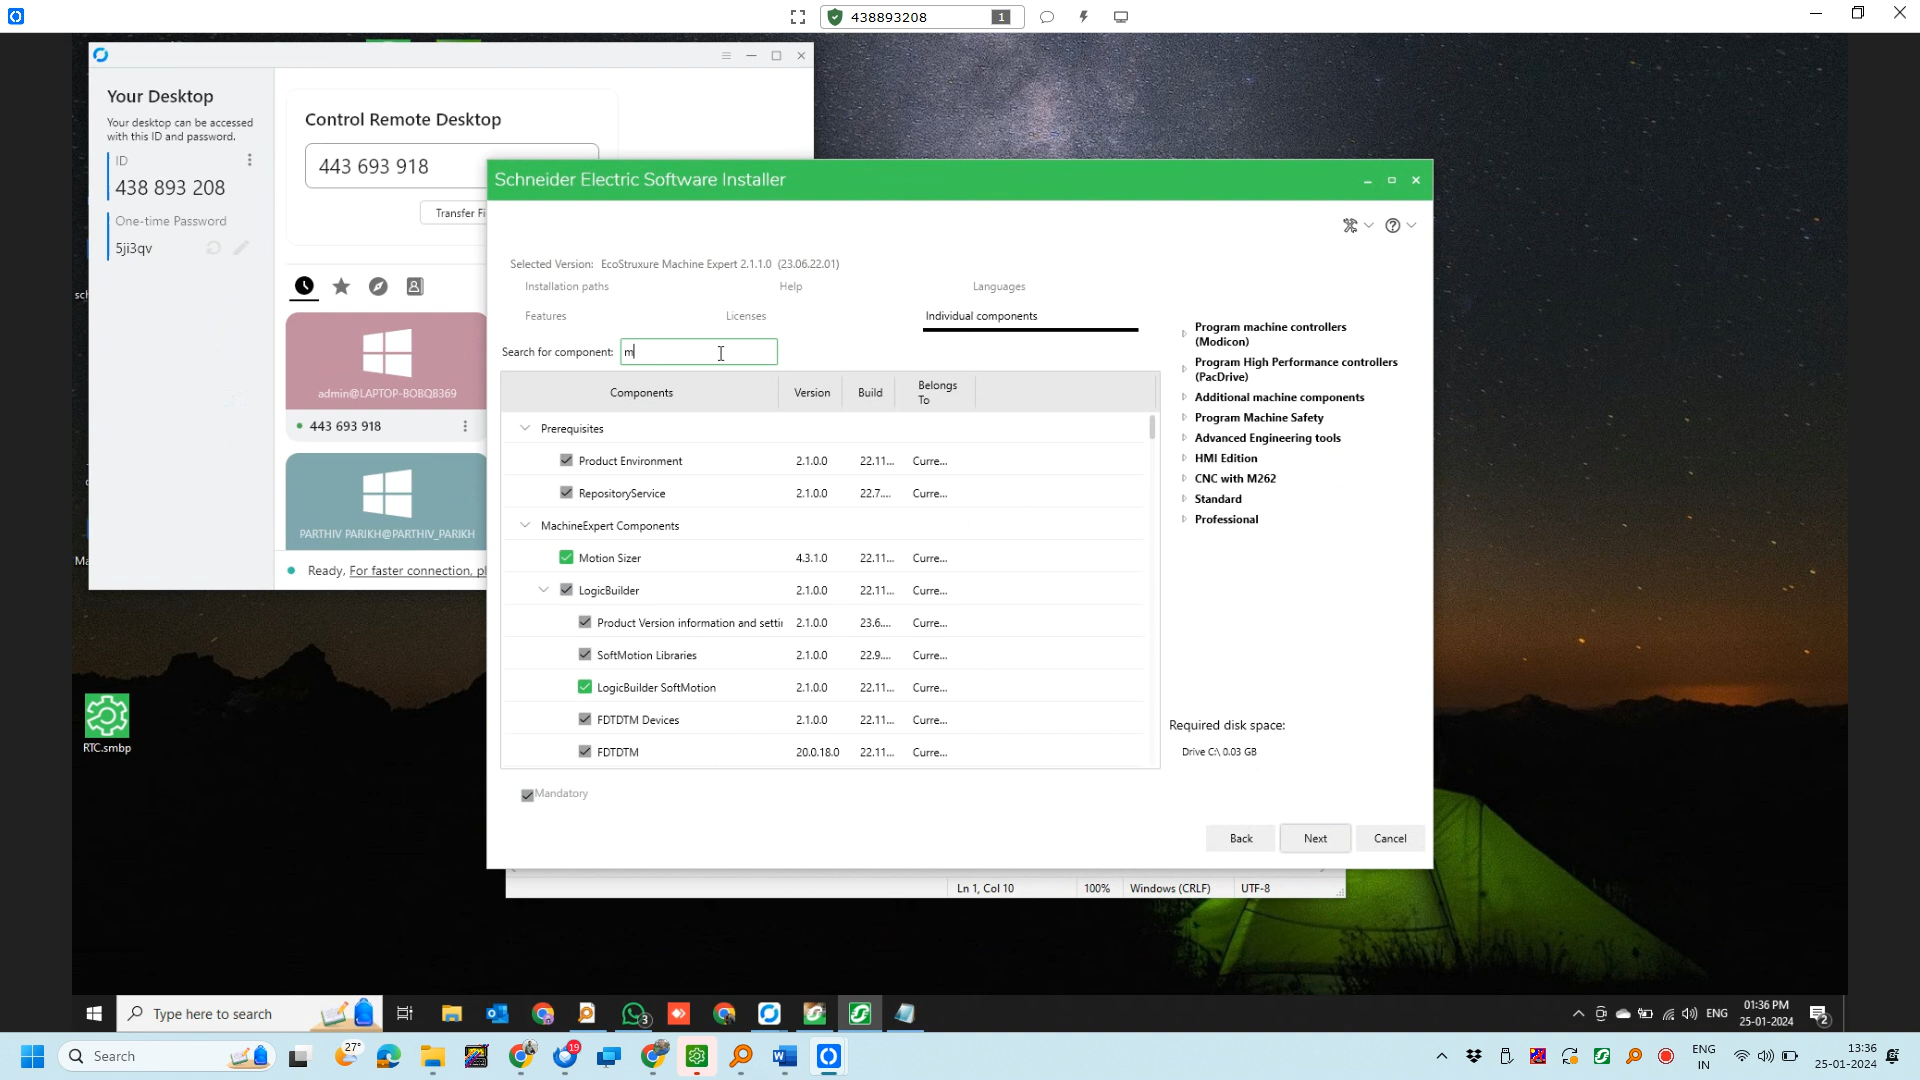 438893208
1
Your Desktop
Your desktop can be accessed
with this ID and password.
ID
438 893 208
One-time Password
5ji3qv
Control Remote Desktop
443 693 918
Transfer Fi
admin@LAPTOP-BOBQB369
443 693 918
PARTHIV PARIKH@PARTHIV_PARIKH
Ready, For faster connection, pl
Schneider Electric Software Installer
Selected Version: EcoStruxure Machine Expert 2.1.1.0 (23.06.22.01)
Installation paths Help Languages
Features Licenses Individual components
Search for component: m
Components Version Build Belongs To
Prerequisites
Product Environment 2.1.0.0 22.11... Curre...
RepositoryService 2.1.0.0 22.7.... Curre...
MachineExpert Components
Motion Sizer 4.3.1.0 22.11... Curre...
LogicBuilder 2.1.0.0 22.11... Curre...
Product Version information and settin 2.1.0.0 23.6.... Curre...
SoftMotion Libraries 2.1.0.0 22.9.... Curre...
LogicBuilder SoftMotion 2.1.0.0 22.11... Curre...
FDTDTM Devices 2.1.0.0 22.11... Curre...
FDTDTM 20.0.18.0 22.11... Curre...
Mandatory
Program machine controllers
(Modicon)
Program High Performance controllers
(PacDrive)
Additional machine components
Program Machine Safety
Advanced Engineering tools
HMI Edition
CNC with M262
Standard
Professional
Required disk space:
Drive C:\ 0.03 GB
Back Next Cancel
Ln 1, Col 10 100% Windows (CRLF) UTF-8
sch
Ma
RTC.smbp
Type here to search
3
ENG
01:36 PM
25-01-2024
2
Search
27°
19
ENG
IN
13:36
25-01-2024